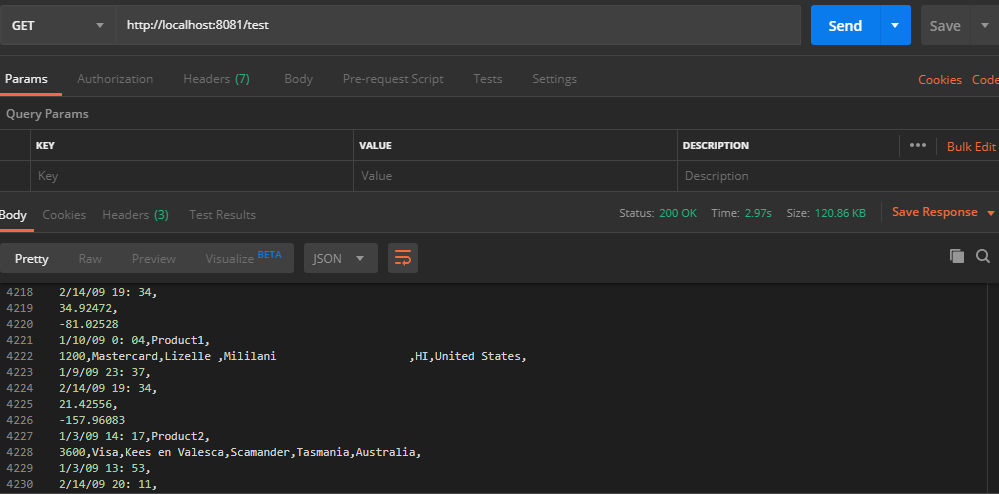 GET http://localhost:8081/test Send Save
Params Authorization Headers (7) Body Pre-request Script Tests Settings Cookies Code
Query Params
KEY VALUE DESCRIPTION ••• Bulk Edit
Key Value Description
Body Cookies Headers (3) Test Results Status: 200 OK Time: 2.97s Size: 120.86 KB Save Response
Pretty Raw Preview Visualize BETA JSON
4218 2/14/09 19: 34,
4219 34.92472,
4220 -81.02528
4221 1/10/09 0: 04,Product1,
4222 1200,Mastercard,Lizelle ,Mililani                    ,HI,United States,
4223 1/9/09 23: 37,
4224 2/14/09 19: 34,
4225 21.42556,
4226 -157.96083
4227 1/3/09 14: 17,Product2,
4228 3600,Visa,Kees en Valesca,Scamander,Tasmania,Australia,
4229 1/3/09 13: 53,
4230 2/14/09 20: 11,